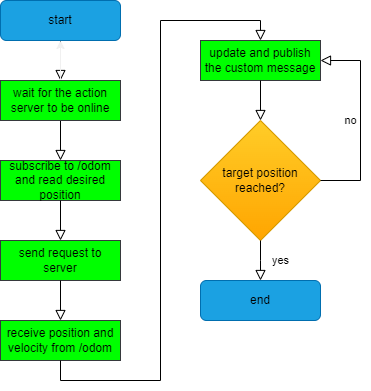 start
wait for the action
server to be online
subscribe to /odom
and read desired
position
send request to
server
receive position and
velocity from /odom
update and publish
the custom message
no
target position
reached?
yes
end